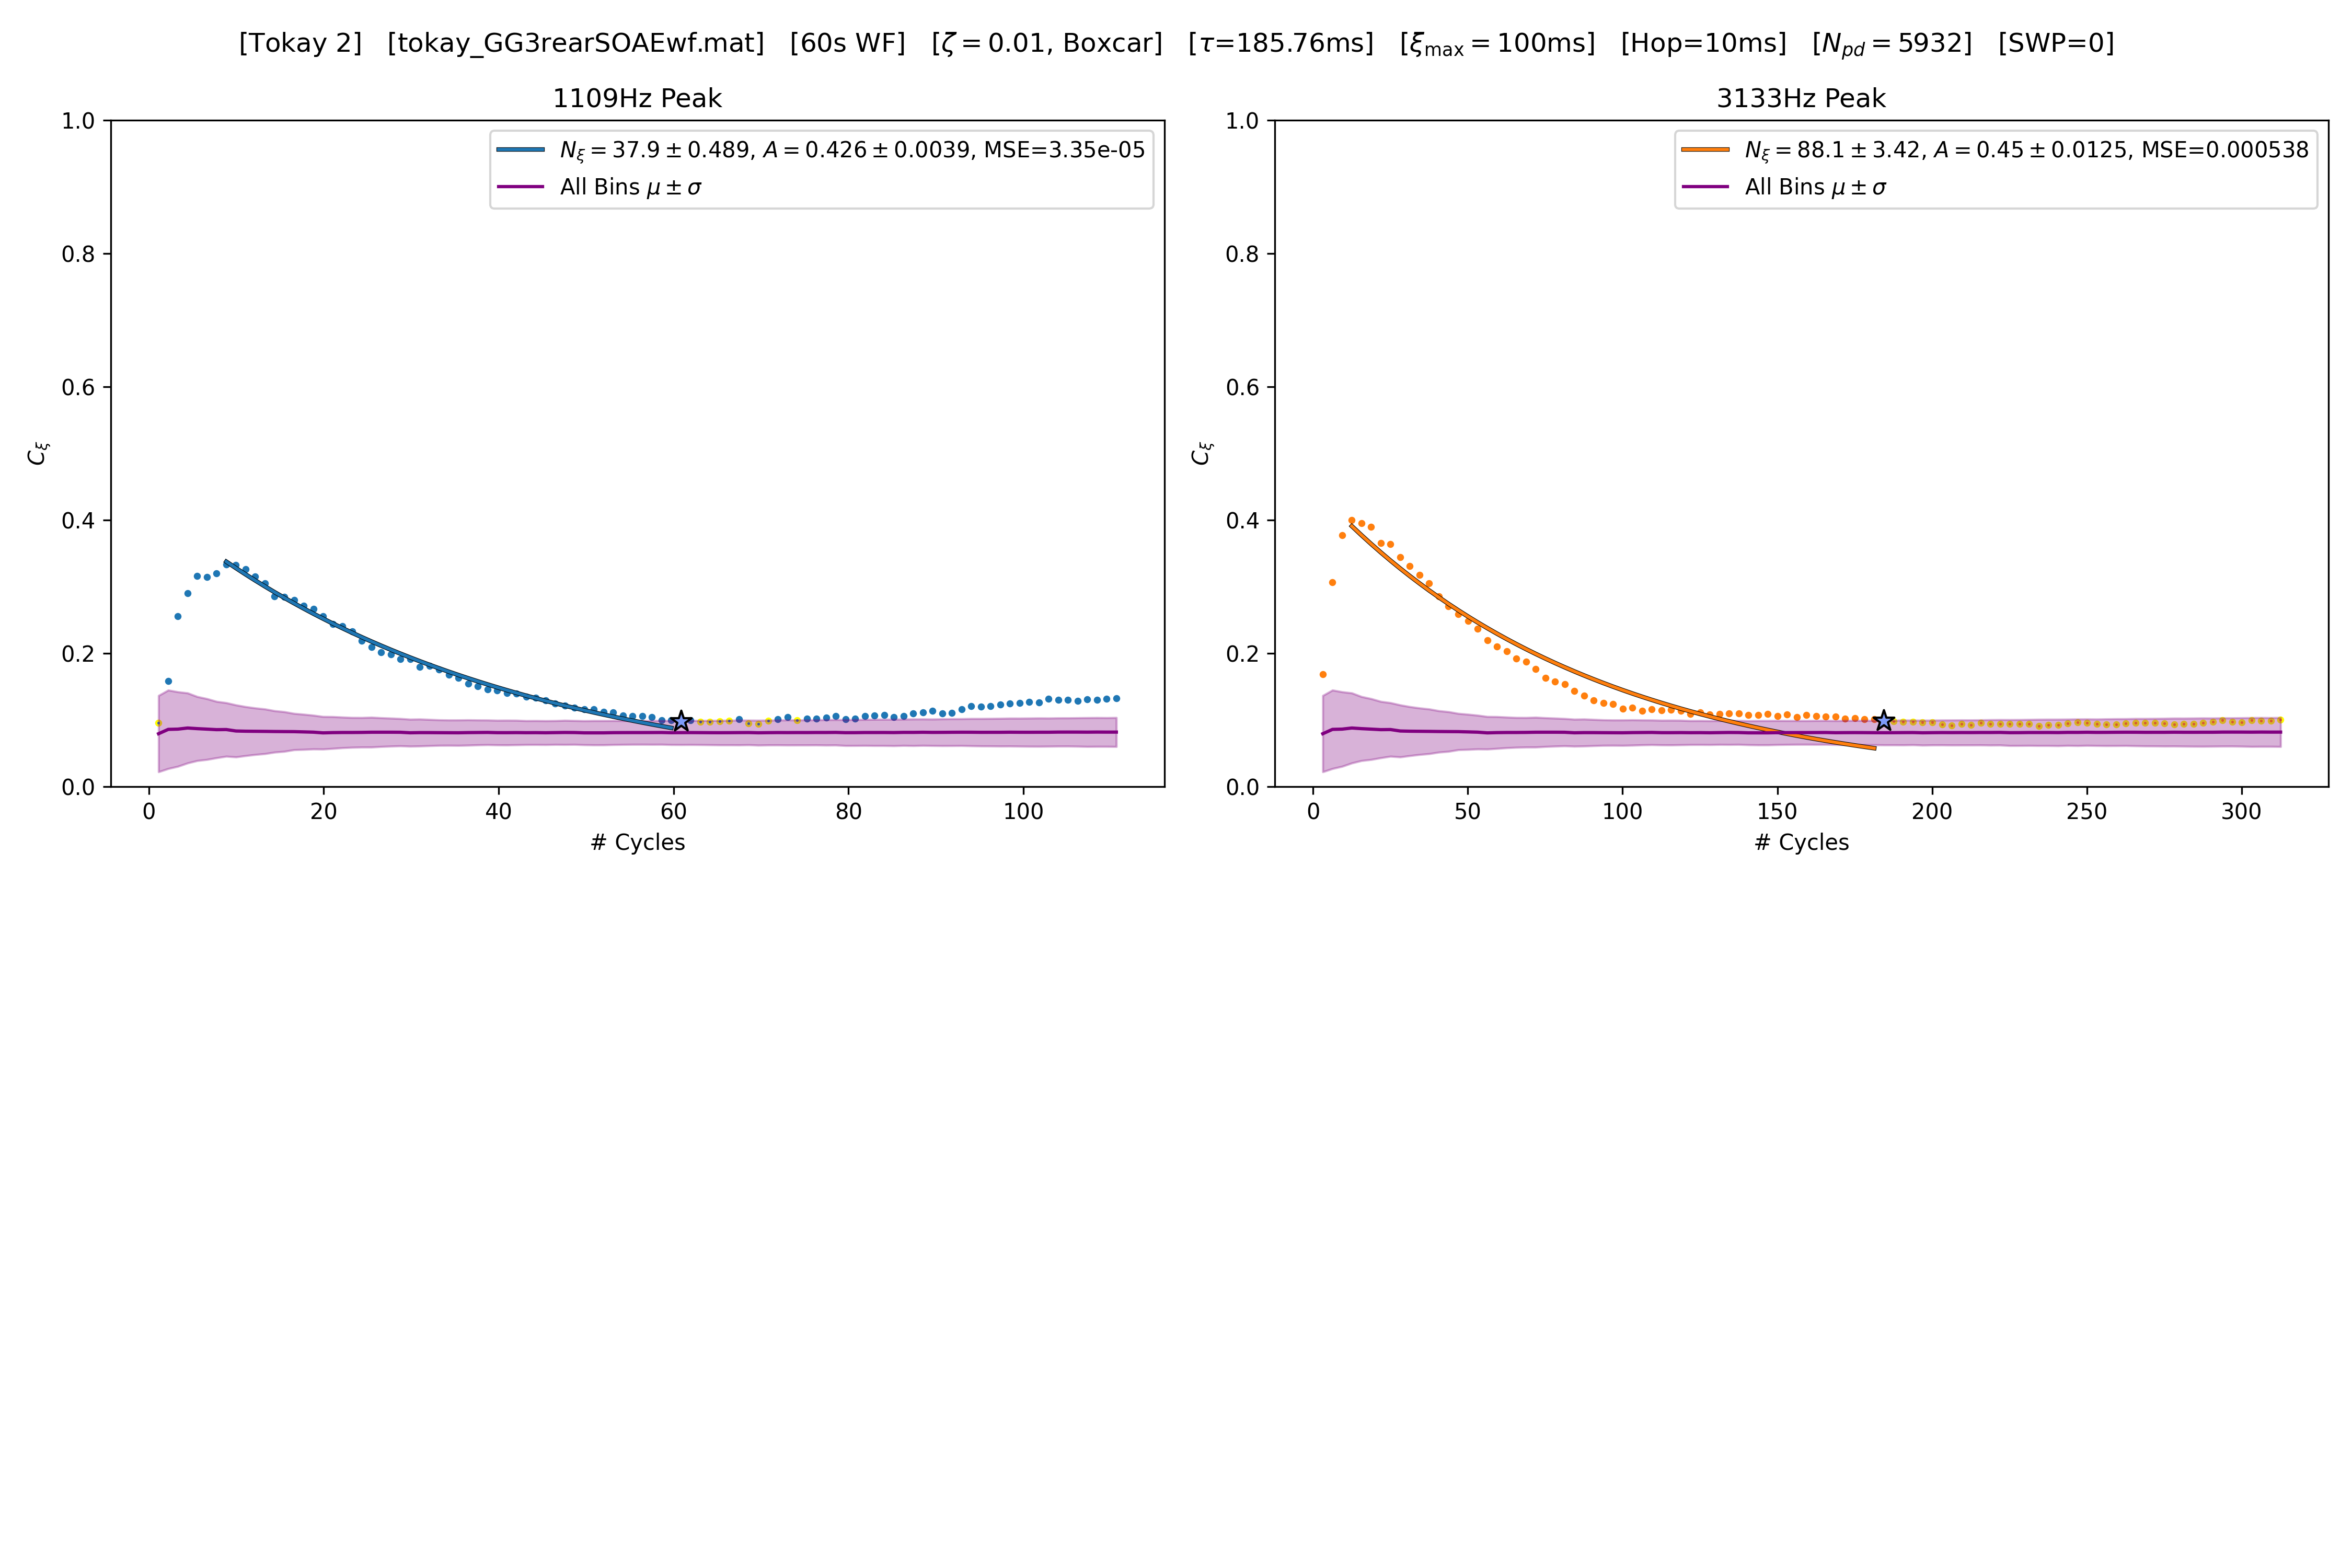 [Tokay 2] [tokay_GG3rearSOAEwf.mat] [60s WF] [ζ = 0.01, Boxcar] [τ=185.76ms] [ξmax = 100ms] [Hop=10ms] [Npd = 5932] [SWP=0]
1109Hz Peak
1.0
0.8
0.6
0.4
0.2
0.0
Cξ
Nξ = 37.9 ± 0.489, A = 0.426 ± 0.0039, MSE=3.35e-05
All Bins μ ± σ
0 20 40 60 80 100
# Cycles
3133Hz Peak
1.0
0.8
0.6
0.4
0.2
0.0
Cξ
Nξ = 88.1 ± 3.42, A = 0.45 ± 0.0125, MSE=0.000538
All Bins μ ± σ
0 50 100 150 200 250 300
# Cycles